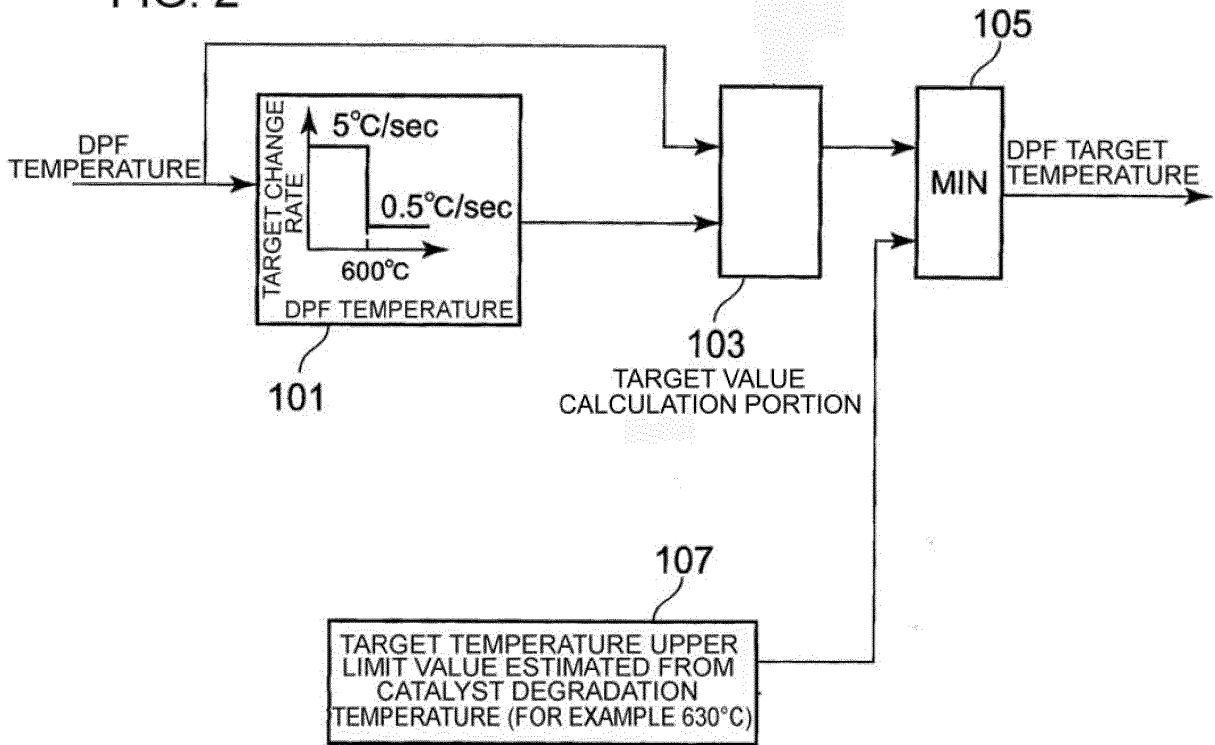 FIG. 2
105
DPF
TEMPERATURE
TARGET CHANGE
RATE
5°C/sec
0.5°C/sec
600°C
DPF TEMPERATURE
101
103
TARGET VALUE
CALCULATION PORTION
MIN
DPF TARGET
TEMPERATURE
107
TARGET TEMPERATURE UPPER
LIMIT VALUE ESTIMATED FROM
CATALYST DEGRADATION
TEMPERATURE (FOR EXAMPLE 630°C)